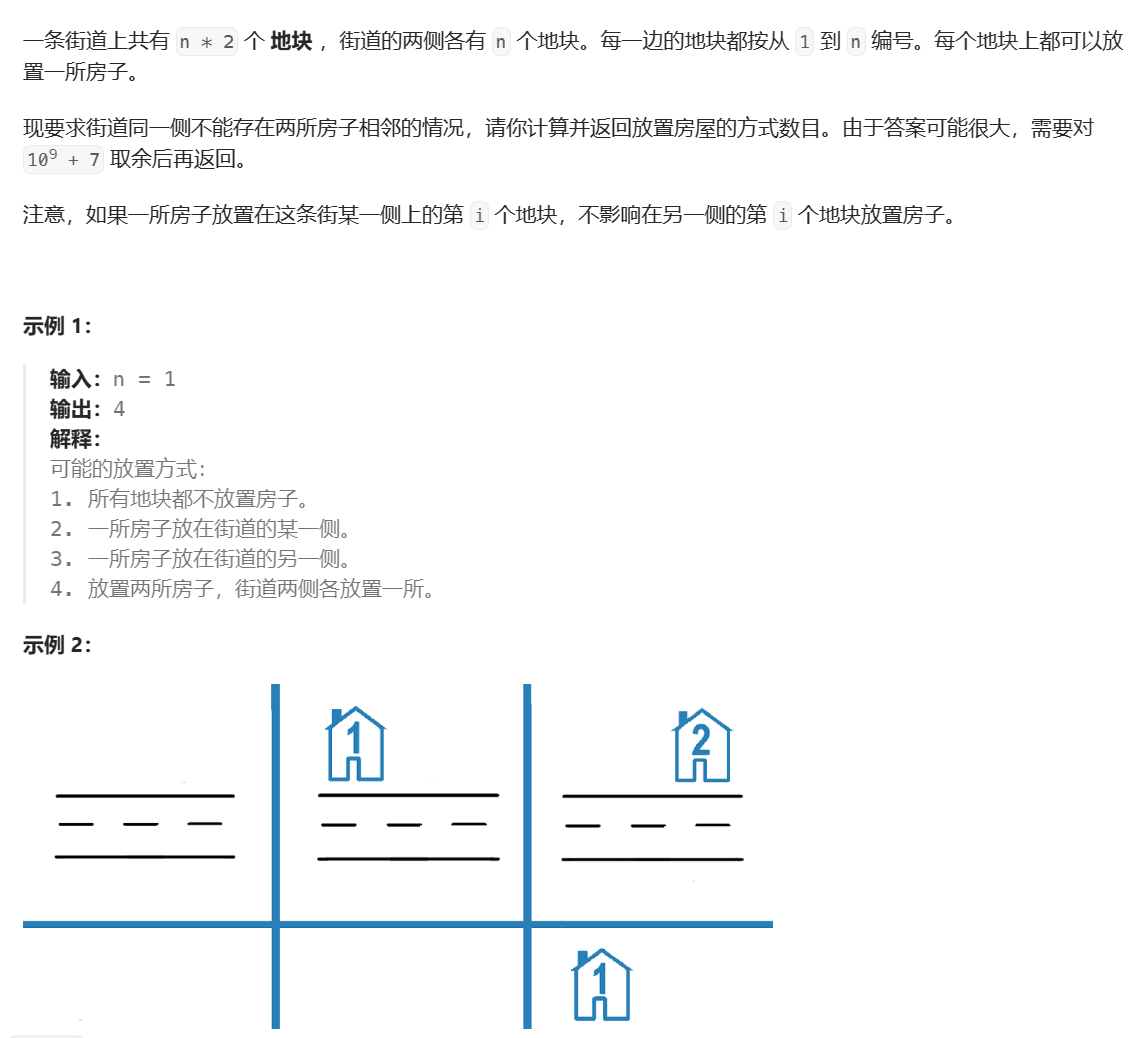 一条街道上共有 n * 2 个 地块 ，街道的两侧各有 n 个地块。每一边的地块都按从 1 到 n 编号。每个地块上都可以放
置一所房子。
现要求街道同一侧不能存在两所房子相邻的情况，请你计算并返回放置房屋的方式数目。由于答案可能很大，需要对
10⁹ + 7 取余后再返回。
注意，如果一所房子放置在这条街某一侧上的第 i 个地块，不影响在另一侧的第 i 个地块放置房子。
示例 1：
输入：n = 1
输出：4
解释：
可能的放置方式：
1. 所有地块都不放置房子。
2. 一所房子放在街道的某一侧。
3. 一所房子放在街道的另一侧。
4. 放置两所房子，街道两侧各放置一所。
示例 2：
1
2
1